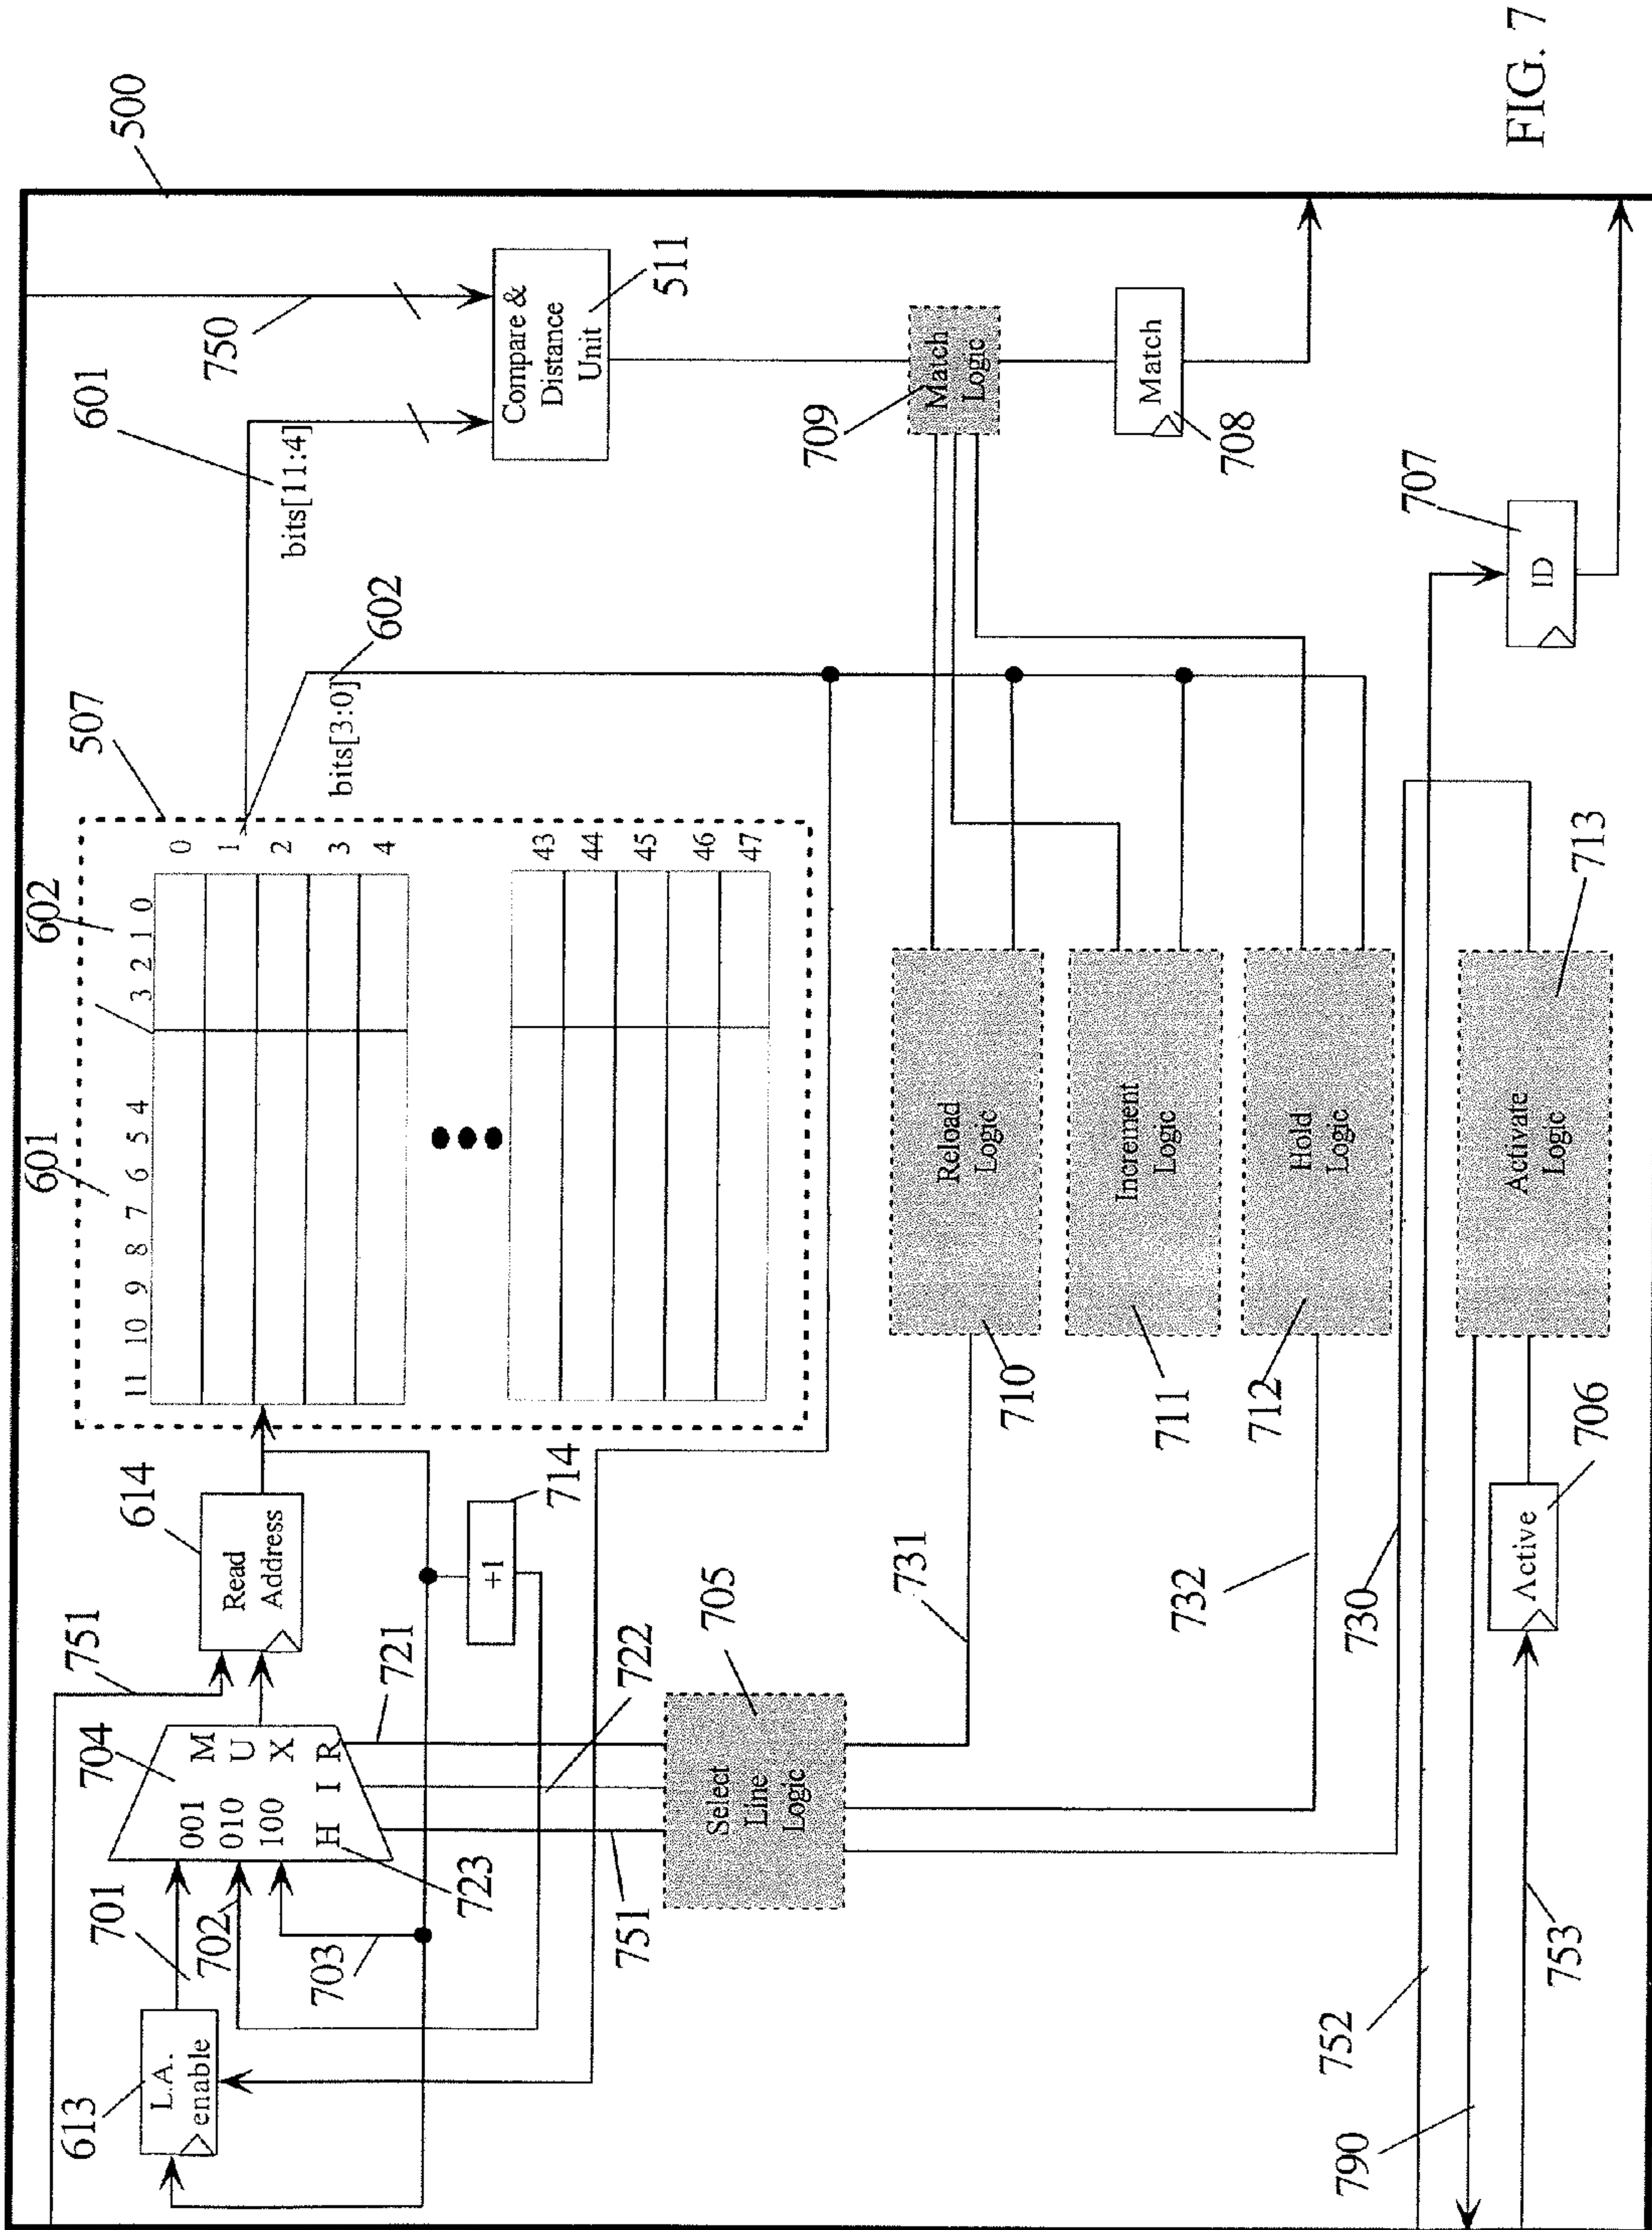 500
750
601
bits[11:4]
Compare &
Distance
Unit
511
602
bits[3:0]
507
602
601
11 10 9 8 7 6 5 4 3 2 1 0
0
1
2
3
4
43
44
45
46
47
614
Read
Address
751
704
M
U
X
001
010
100
H I R
723
701
702
703
L.A.
enable
613
+1
714
721
722
751
705
Select
Line
Logic
709
Match
Logic
Match
708
Reload
Logic
710
Increment
Logic
711
Hold
Logic
712
Activate
Logic
713
731
732
730
Active
706
ID
707
752
790
753
FIG. 7